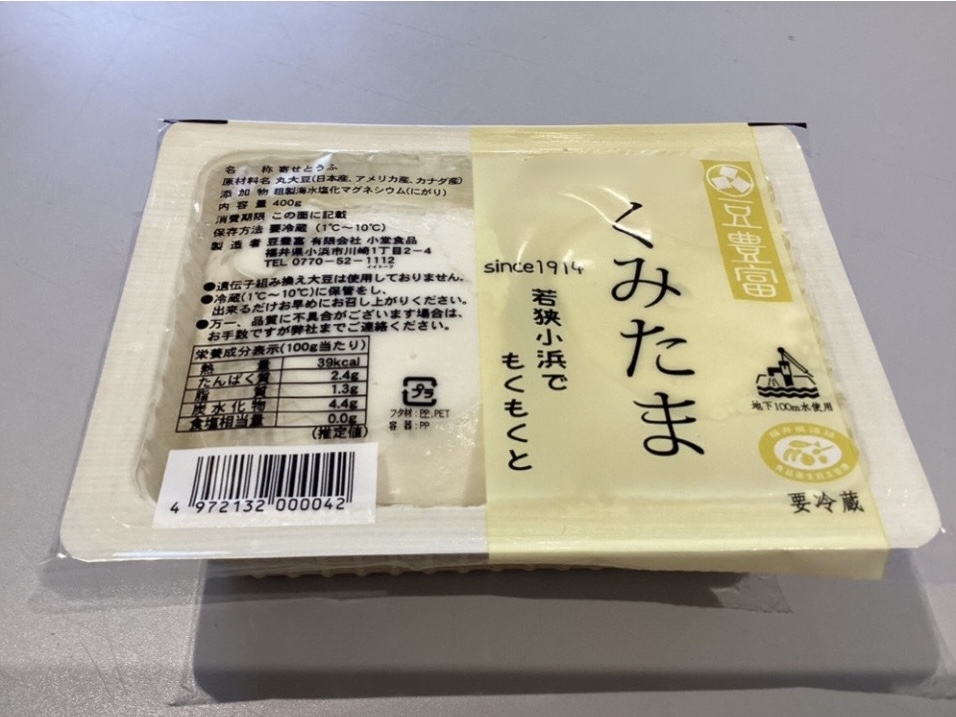 名称 寄せとうふ
原材料名 丸大豆(日本産、アメリカ産、カナダ産)
添加物 粗製海水塩化マグネシウム(にがり)
内容量 400g
消費期限 この面に記載
保存方法 要冷蔵 (1℃〜10℃)
製造者 豆豊富 有限会社 小堂食品
福井県小浜市川崎1丁目2-4
TEL 0770-52-1112
●遺伝子組み換え大豆は使用しておりません。
●冷蔵(1℃〜10℃)に保管をし、
出来るだけお早めにお召し上がりください。
●万一、品質に不具合がございます場合は、
お手数ですが弊社までご連絡ください。
栄養成分表示(100g当たり)
熱量 39kcal
たんぱく質 2.4g
脂質 1.3g
炭水化物 4.4g
食塩相当量 0.0g
(推定値)
プラ
フタ材:PP, PET
容器:PP
4 972132 000042
豆豊富
くみたま
since1914
若狭小浜で
もくもくと
地下100m水使用
要冷蔵